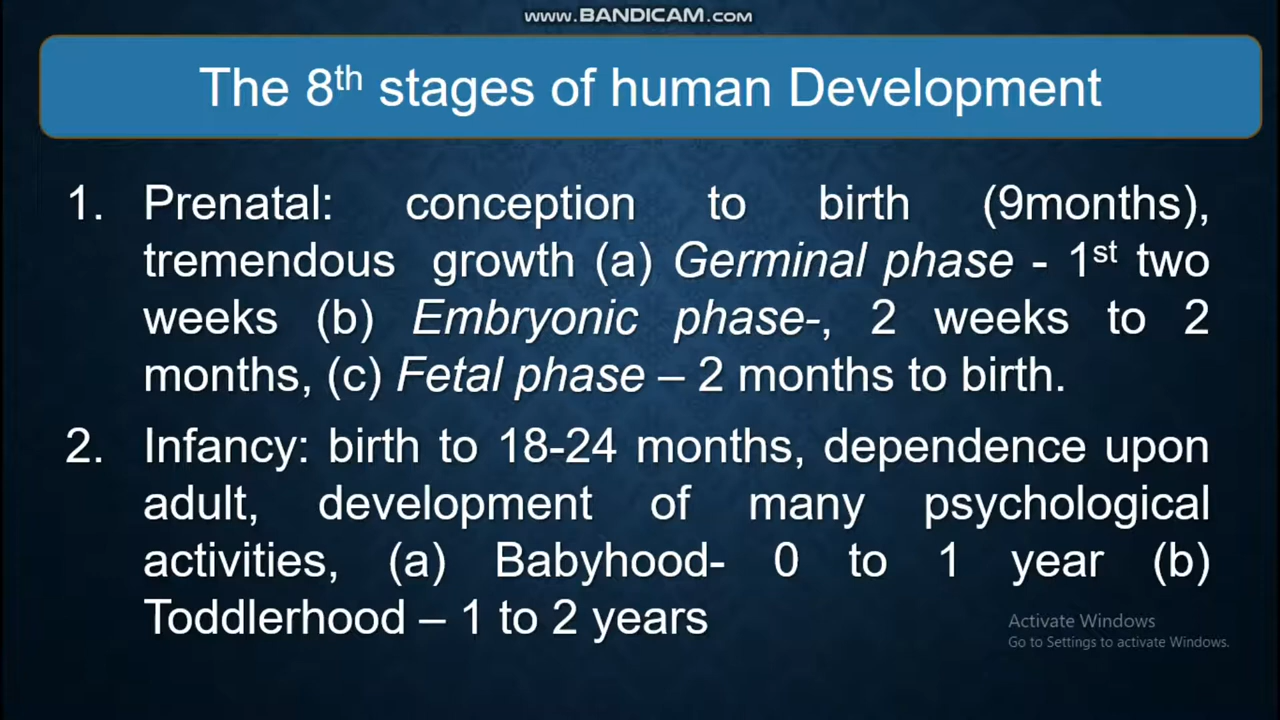 www.BANDICAM.com
The 8th stages of human Development
1. Prenatal: conception to birth (9months),
tremendous growth (a) Germinal phase - 1st two
weeks (b) Embryonic phase-, 2 weeks to 2
months, (c) Fetal phase – 2 months to birth.
2. Infancy: birth to 18-24 months, dependence upon
adult, development of many psychological
activities, (a) Babyhood- 0 to 1 year (b)
Toddlerhood – 1 to 2 years
Activate Windows
Go to Settings to activate Windows.